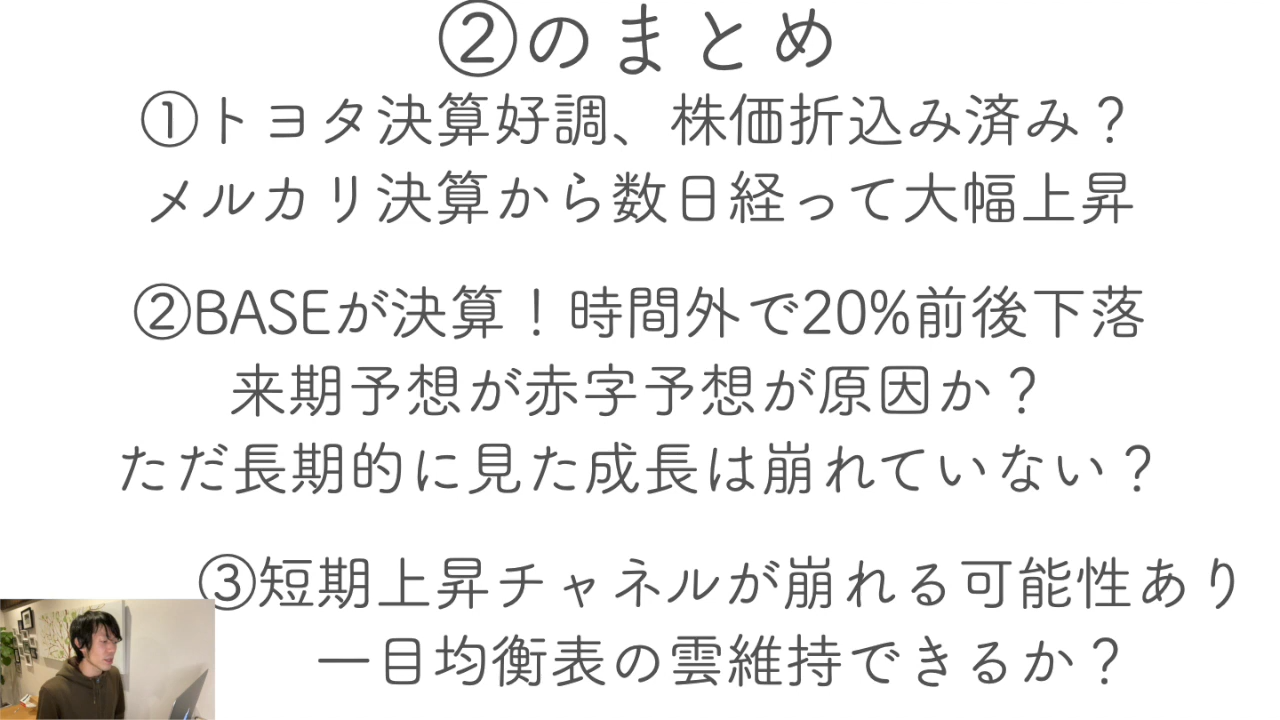 ②のまとめ
①トヨタ決算好調、株価折込み済み？
メルカリ決算から数日経って大幅上昇
②BASEが決算！時間外で20%前後下落
来期予想が赤字予想が原因か？
ただ長期的に見た成長は崩れていない？
③短期上昇チャネルが崩れる可能性あり
一目均衡表の雲維持できるか？